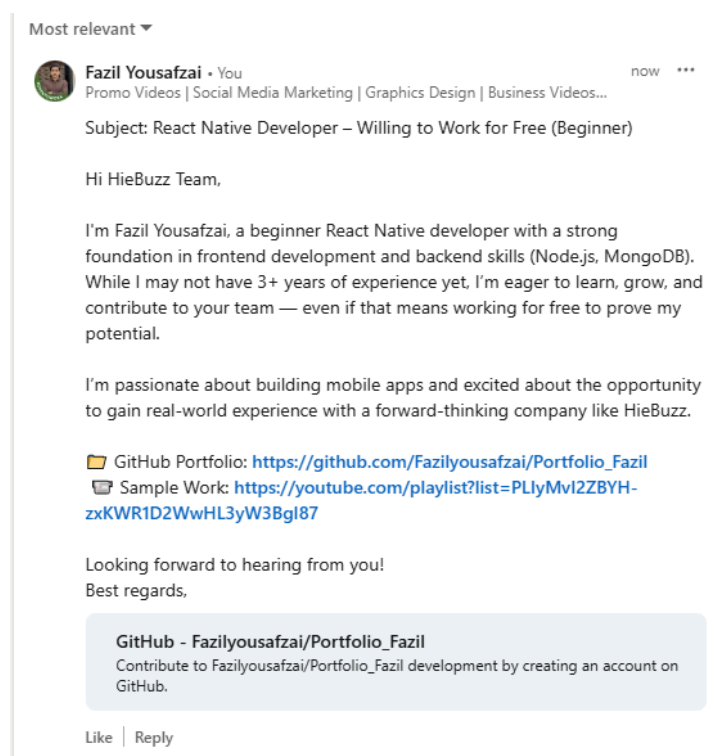 Most relevant
Fazil Yousafzai • You
now
Promo Videos | Social Media Marketing | Graphics Design | Business Videos...
Subject: React Native Developer – Willing to Work for Free (Beginner)
Hi HieBuzz Team,
I'm Fazil Yousafzai, a beginner React Native developer with a strong
foundation in frontend development and backend skills (Node.js, MongoDB).
While I may not have 3+ years of experience yet, I'm eager to learn, grow, and
contribute to your team — even if that means working for free to prove my
potential.
I'm passionate about building mobile apps and excited about the opportunity
to gain real-world experience with a forward-thinking company like HieBuzz.
GitHub Portfolio: https://github.com/Fazilyousafzai/Portfolio_Fazil
Sample Work: https://youtube.com/playlist?list=PLIyMvI2ZBYH-
zxKWR1D2WwHL3yW3BgI87
Looking forward to hearing from you!
Best regards,
GitHub - Fazilyousafzai/Portfolio_Fazil
Contribute to Fazilyousafzai/Portfolio_Fazil development by creating an account on
GitHub.
Like | Reply